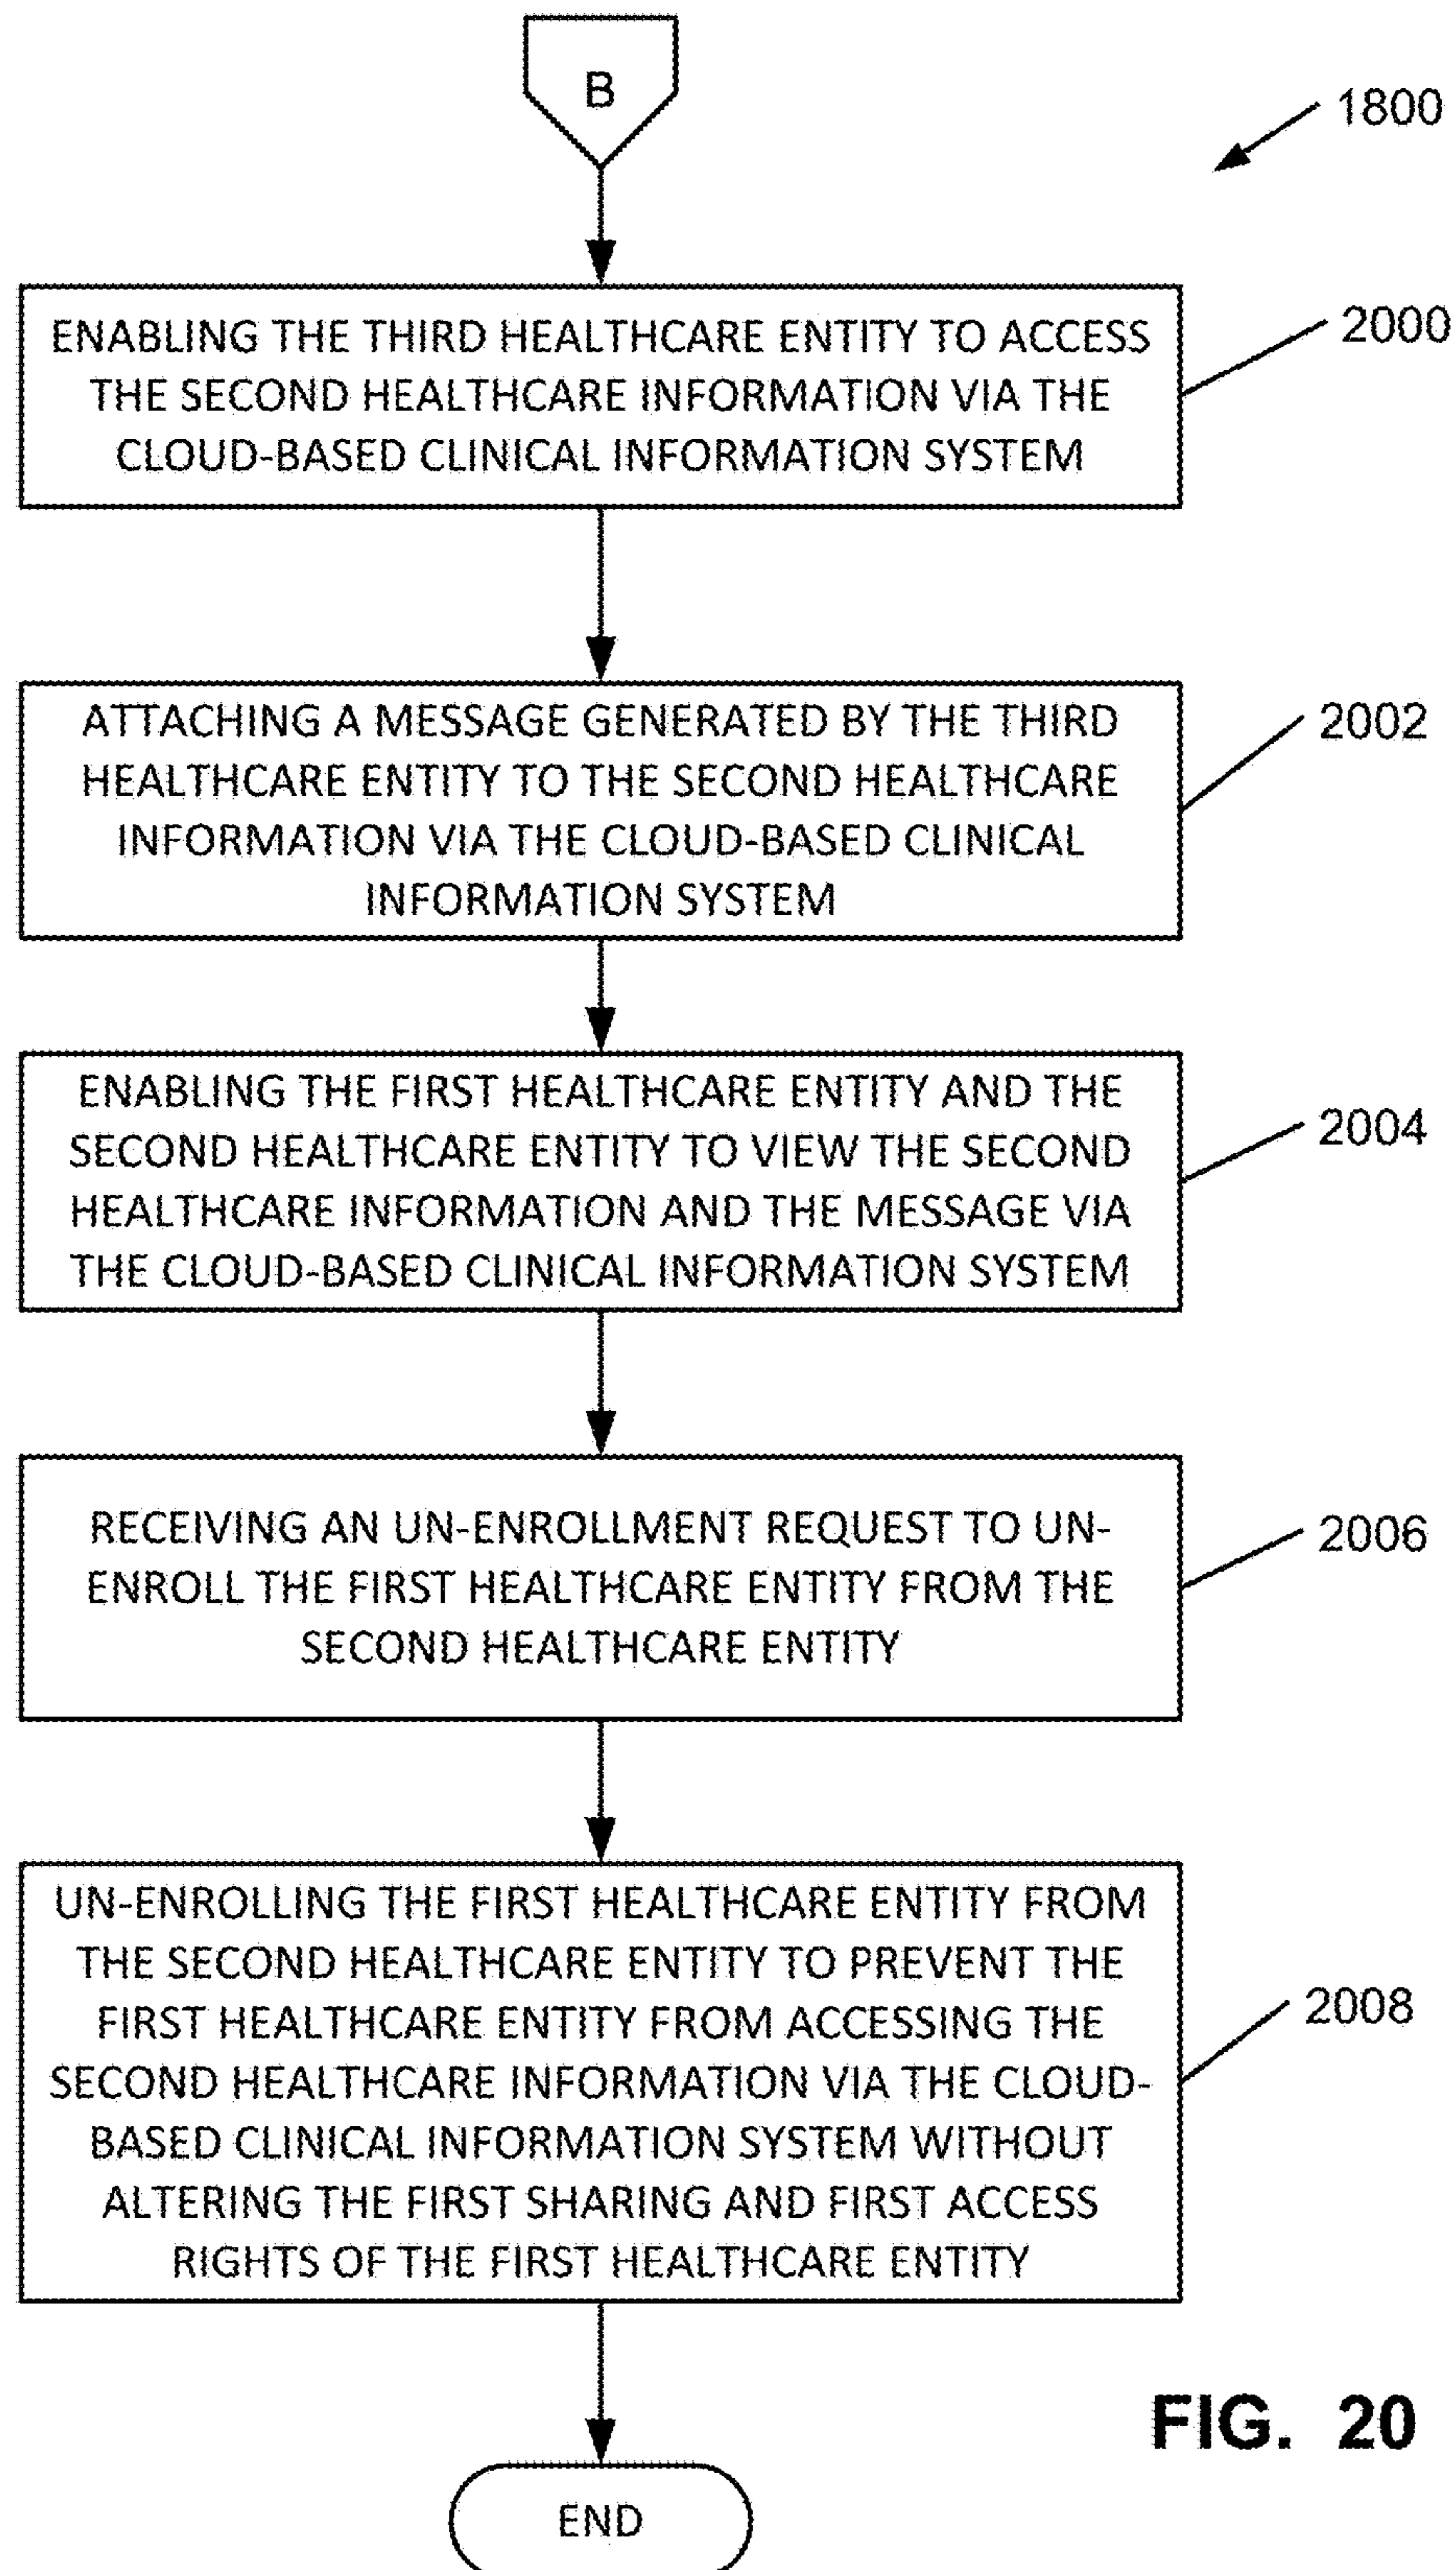 B
1800
ENABLING THE THIRD HEALTHCARE ENTITY TO ACCESS
THE SECOND HEALTHCARE INFORMATION VIA THE
CLOUD-BASED CLINICAL INFORMATION SYSTEM
2000
ATTACHING A MESSAGE GENERATED BY THE THIRD
HEALTHCARE ENTITY TO THE SECOND HEALTHCARE
INFORMATION VIA THE CLOUD-BASED CLINICAL
INFORMATION SYSTEM
2002
ENABLING THE FIRST HEALTHCARE ENTITY AND THE
SECOND HEALTHCARE ENTITY TO VIEW THE SECOND
HEALTHCARE INFORMATION AND THE MESSAGE VIA
THE CLOUD-BASED CLINICAL INFORMATION SYSTEM
2004
RECEIVING AN UN-ENROLLMENT REQUEST TO UN-
ENROLL THE FIRST HEALTHCARE ENTITY FROM THE
SECOND HEALTHCARE ENTITY
2006
UN-ENROLLING THE FIRST HEALTHCARE ENTITY FROM
THE SECOND HEALTHCARE ENTITY TO PREVENT THE
FIRST HEALTHCARE ENTITY FROM ACCESSING THE
SECOND HEALTHCARE INFORMATION VIA THE CLOUD-
BASED CLINICAL INFORMATION SYSTEM WITHOUT
ALTERING THE FIRST SHARING AND FIRST ACCESS
RIGHTS OF THE FIRST HEALTHCARE ENTITY
2008
FIG. 20
END